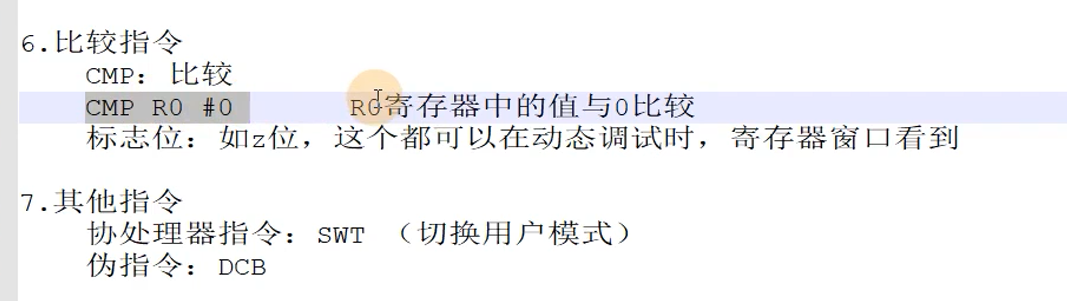 6.比较指令
CMP: 比较
CMP R0 #0 R0寄存器中的值与0比较
标志位：如z位，这个都可以在动态调试时，寄存器窗口看到
7.其他指令
协处理器指令：SWT （切换用户模式）
伪指令：DCB